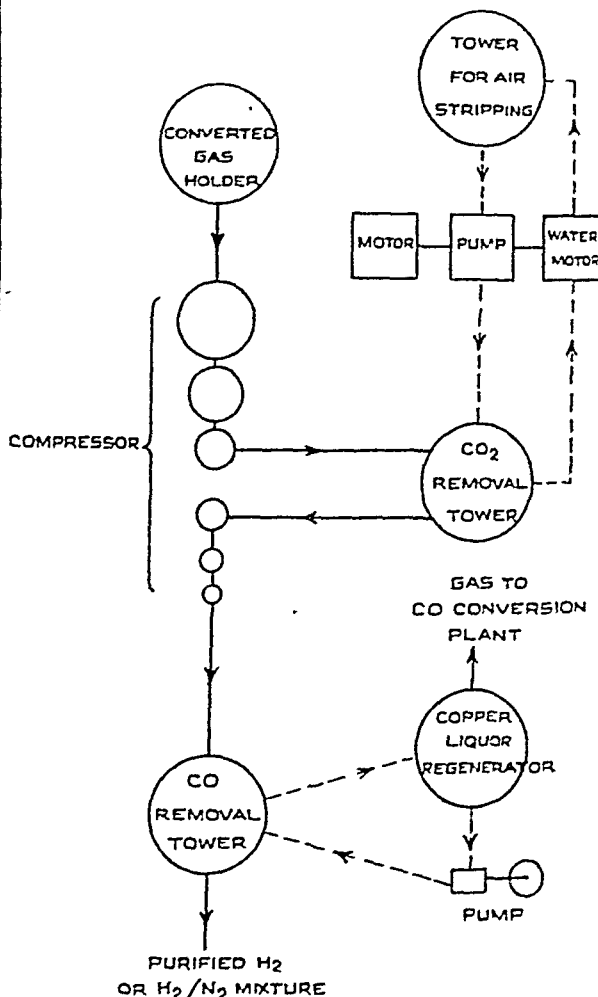 TOWER
FOR AIR
STRIPPING
CONVERTED
GAS
HOLDER
MOTOR
PUMP
WATER
MOTOR
COMPRESSOR
CO2
REMOVAL
TOWER
GAS TO
CO CONVERSION
PLANT
COPPER
LIQUOR
REGENERATOR
CO
REMOVAL
TOWER
PUMP
PURIFIED H2
OR H2/N2 MIXTURE